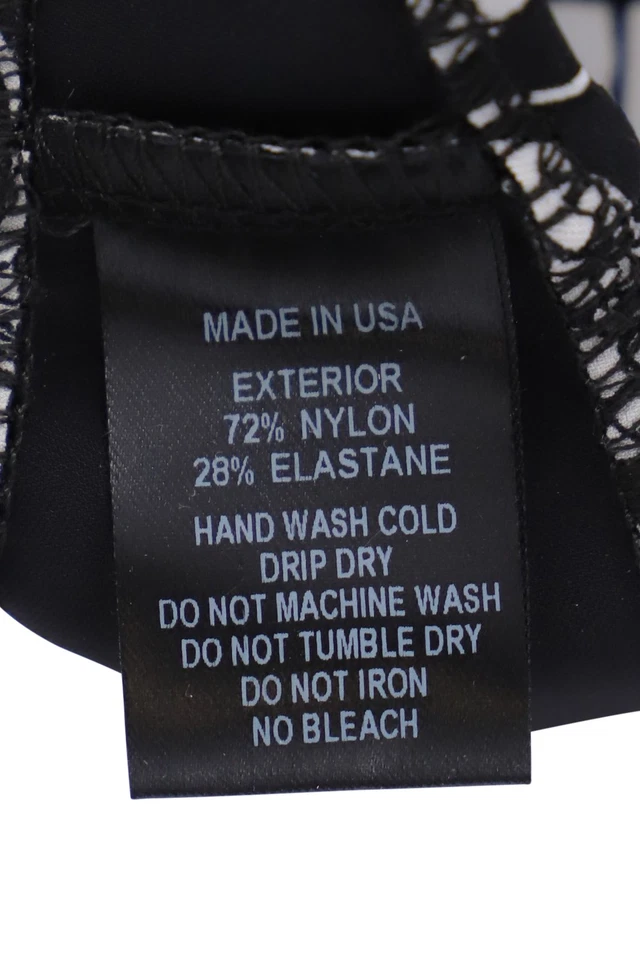 MADE IN USA
EXTERIOR
72% NYLON
28% ELASTANE
HAND WASH COLD
DRIP DRY
DO NOT MACHINE WASH
DO NOT TUMBLE DRY
DO NOT IRON
NO BLEACH